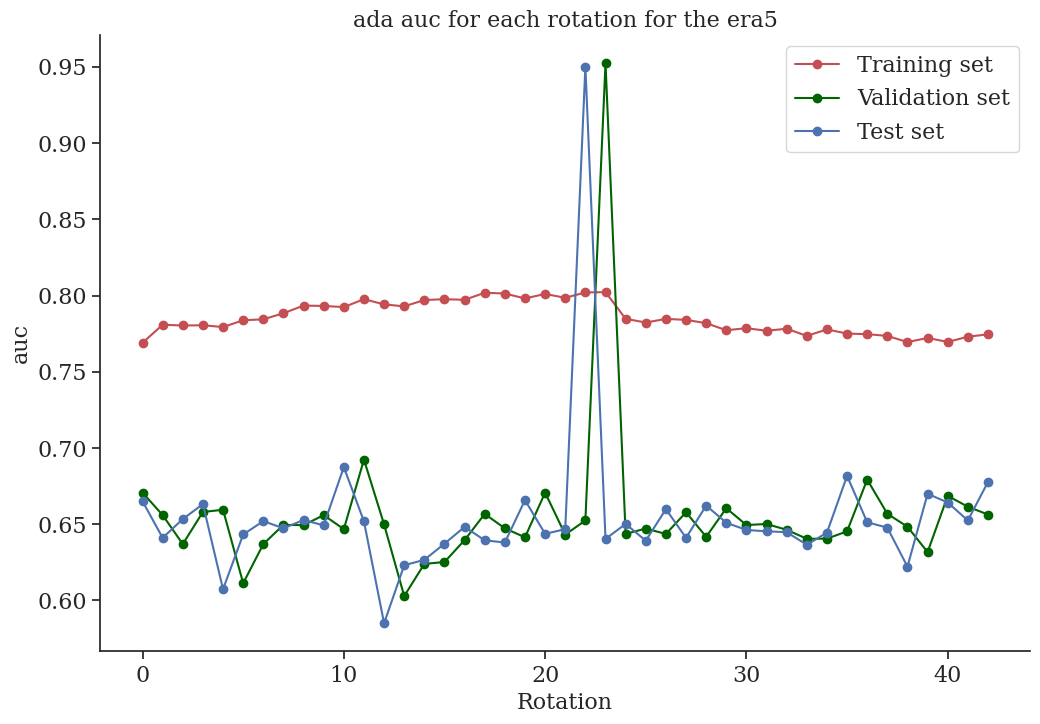 ada auc for each rotation for the era5
0.95
0.90
0.85
0.80
0.75
0.70
0.65
0.60
auc
Training set
Validation set
Test set
0 10 20 30 40
Rotation